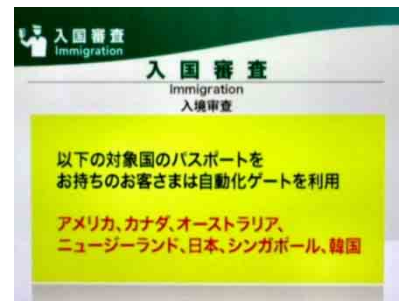 入国審査
Immigration
入国審査
Immigration
入境审查
以下の対象国のパスポートを
お持ちのお客さまは自動化ゲートを利用
アメリカ、カナダ、オーストラリア、
ニュージーランド、日本、シンガポール、韓国